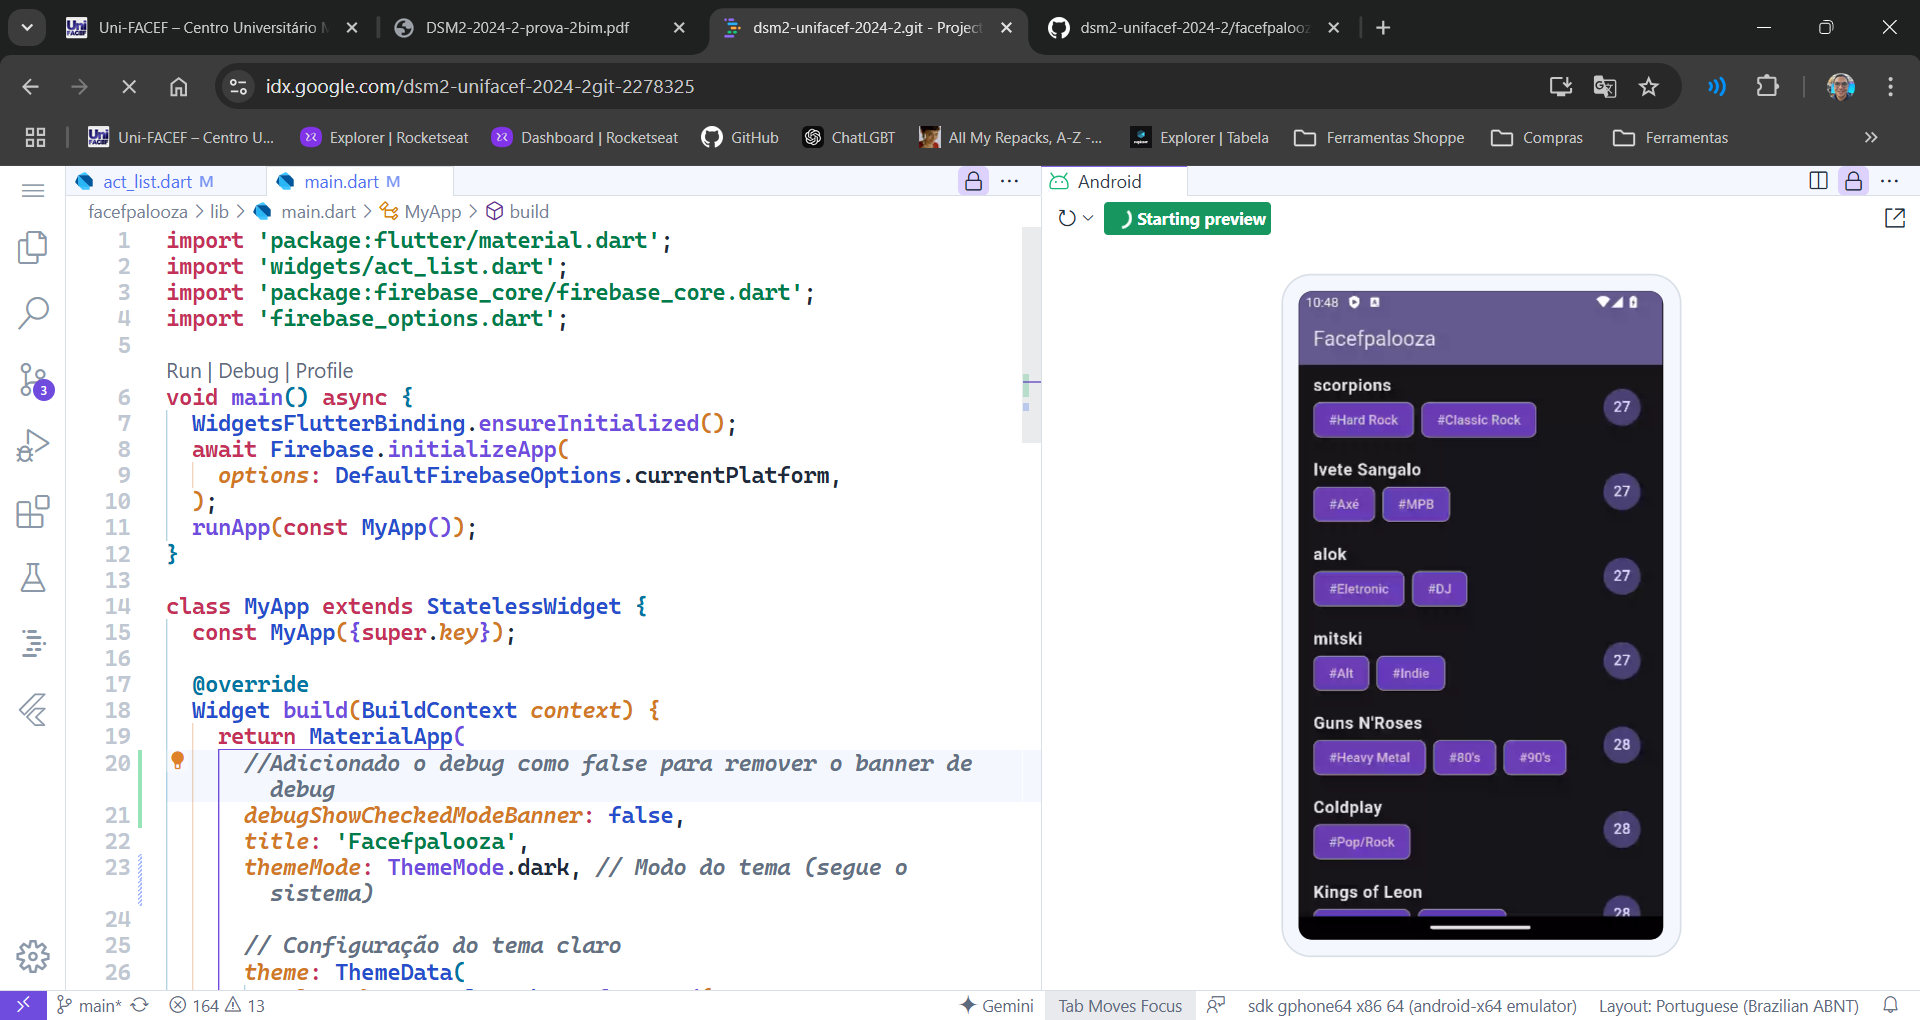 Uni-FACEF – Centro Universitário
DSM2-2024-2-prova-2bim.pdf
dsm2-unifacef-2024-2.git - Project
dsm2-unifacef-2024-2/facefpalooz
idx.google.com/dsm2-unifacef-2024-2git-2278325
Uni-FACEF – Centro U...
Explorer | Rocketseat
Dashboard | Rocketseat
GitHub
ChatLGBT
All My Repacks, A-Z -...
Explorer | Tabela
Ferramentas Shoppe
Compras
Ferramentas
act_list.dart M
main.dart M
facefpalooza > lib > main.dart > MyApp > build
1 import 'package:flutter/material.dart';
2 import 'widgets/act_list.dart';
3 import 'package:firebase_core/firebase_core.dart';
4 import 'firebase_options.dart';
5
Run | Debug | Profile
6 void main() async {
7 WidgetsFlutterBinding.ensureInitialized();
8 await Firebase.initializeApp(
9 options: DefaultFirebaseOptions.currentPlatform,
10 );
11 runApp(const MyApp());
12 }
13
14 class MyApp extends StatelessWidget {
15 const MyApp({super.key});
16
17 @override
18 Widget build(BuildContext context) {
19 return MaterialApp(
20 //Adicionado o debug como false para remover o banner de
debug
21 debugShowCheckedModeBanner: false,
22 title: 'Facefpalooza',
23 themeMode: ThemeMode.dark, // Modo do tema (segue o
sistema)
24
25 // Configuração do tema claro
26 theme: ThemeData(
3
Android
Starting preview
10:48
Facefpalooza
scorpions
#Hard Rock
#Classic Rock
27
Ivete Sangalo
#Axé
#MPB
27
alok
#Eletronic
#DJ
27
mitski
#Alt
#Indie
27
Guns N'Roses
#Heavy Metal
#80's
#90's
28
Coldplay
#Pop/Rock
28
Kings of Leon
28
main*
164
13
Gemini
Tab Moves Focus
sdk gphone64 x86 64 (android-x64 emulator)
Layout: Portuguese (Brazilian ABNT)